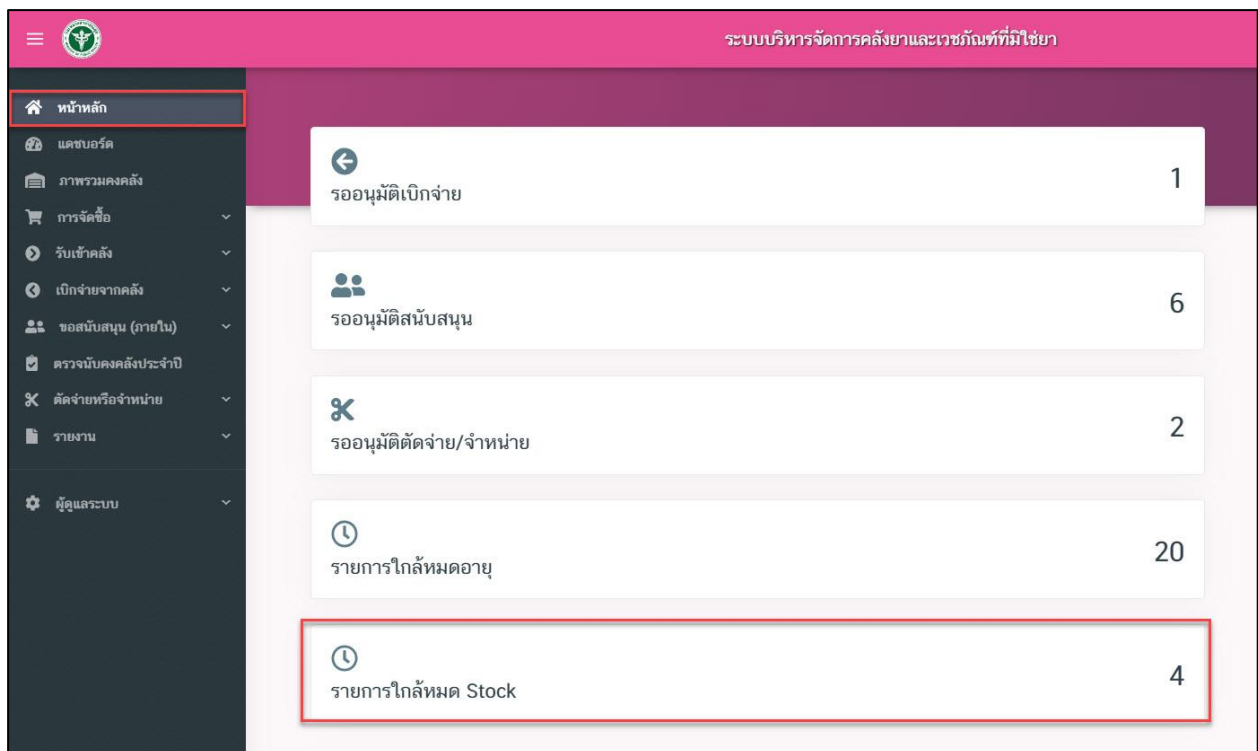 ระบบบริหารจัดการคลังยาและเวชภัณฑ์ที่มิใช่ยา
หน้าหลัก
แดชบอร์ด
ภาพรวมคงคลัง
การจัดซื้อ
รับเข้าคลัง
เบิกจ่ายจากคลัง
ขอสนับสนุน (ภายใน)
ตรวจนับคงคลังประจำปี
ตัดจ่ายหรือจำหน่าย
รายงาน
ผู้ดูแลระบบ
รออนุมัติเบิกจ่าย 1
รออนุมัติสนับสนุน 6
รออนุมัติตัดจ่าย/จำหน่าย 2
รายการใกล้หมดอายุ 20
รายการใกล้หมด Stock 4